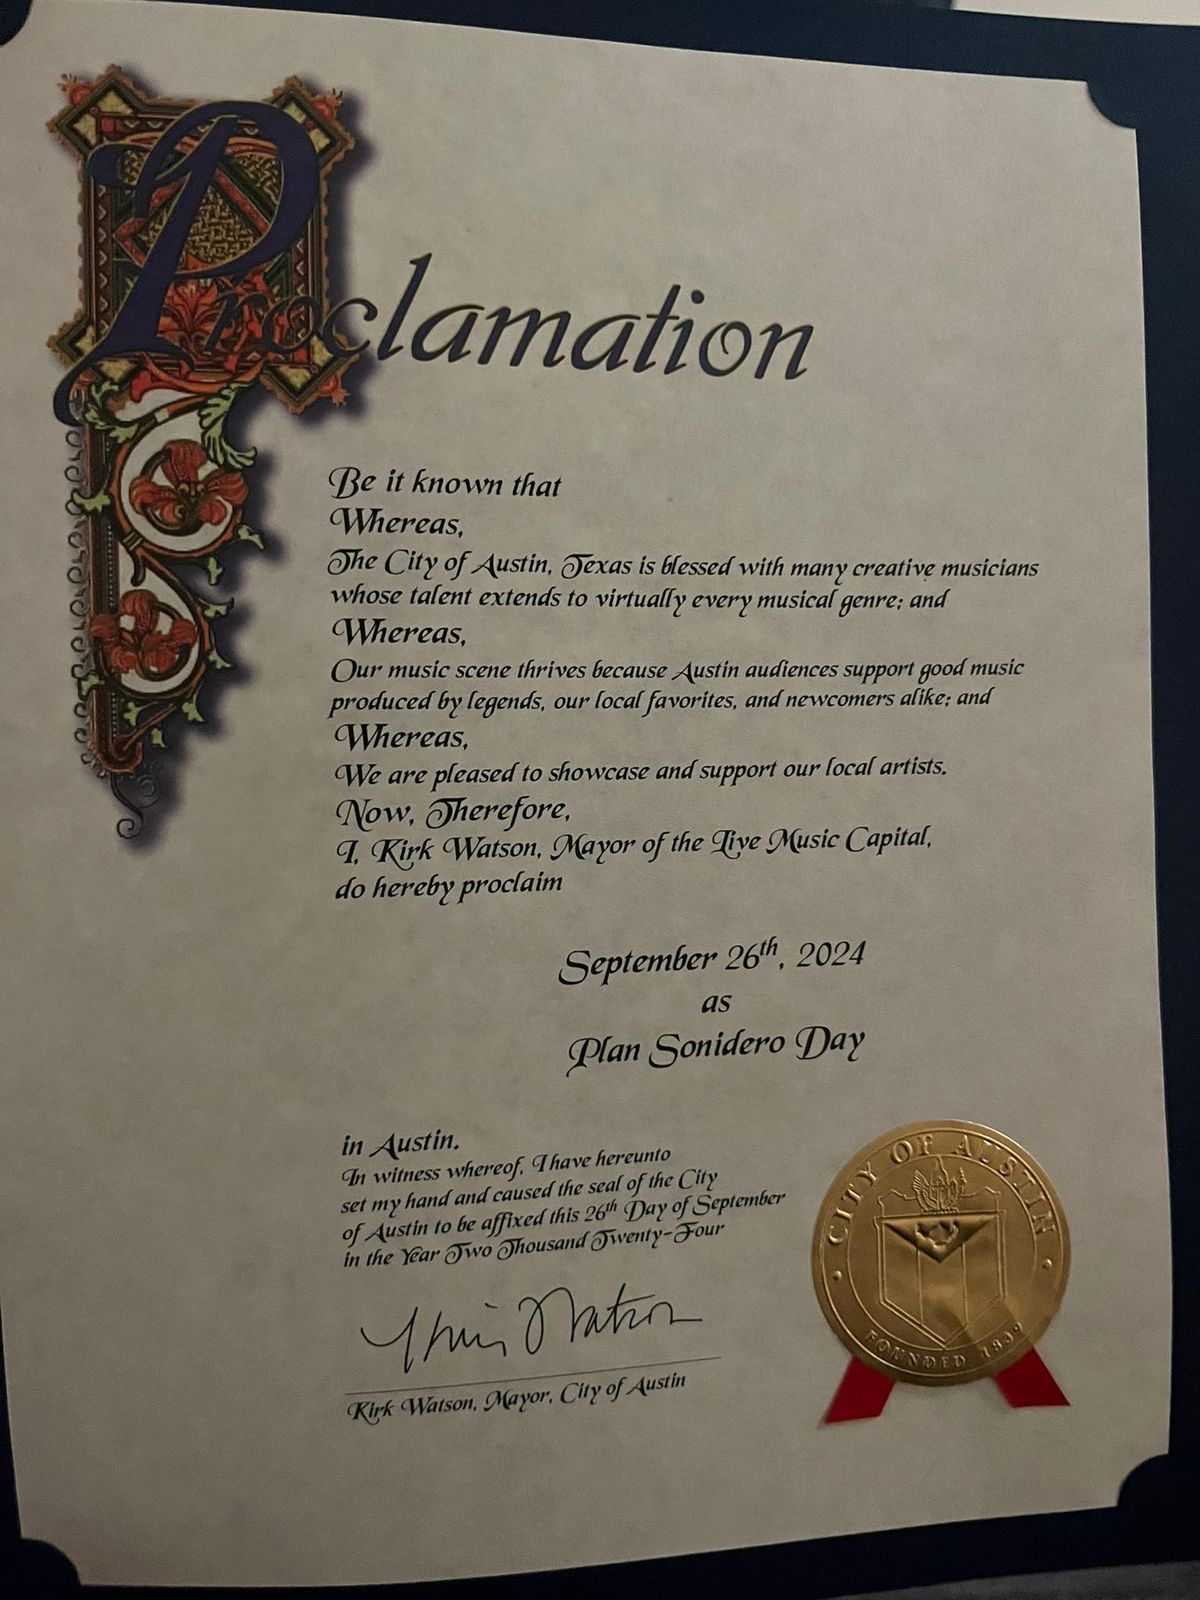 Proclamation
Be it known that
Whereas,
The City of Austin, Texas is blessed with many creative musicians
whose talent extends to virtually every musical genre; and
Whereas,
Our music scene thrives because Austin audiences support good music
produced by legends, our local favorites, and newcomers alike; and
Whereas,
We are pleased to showcase and support our local artists.
Now, Therefore,
I, Kirk Watson, Mayor of the Live Music Capital,
do hereby proclaim
September 26th, 2024
as
Plan Sonidero Day
in Austin.
In witness whereof, I have hereunto
set my hand and caused the seal of the City
of Austin to be affixed this 26th Day of September
in the Year Two Thousand Twenty-Four
Kirk Watson
Kirk Watson, Mayor, City of Austin
CITY OF AUSTIN
FOUNDED 1839